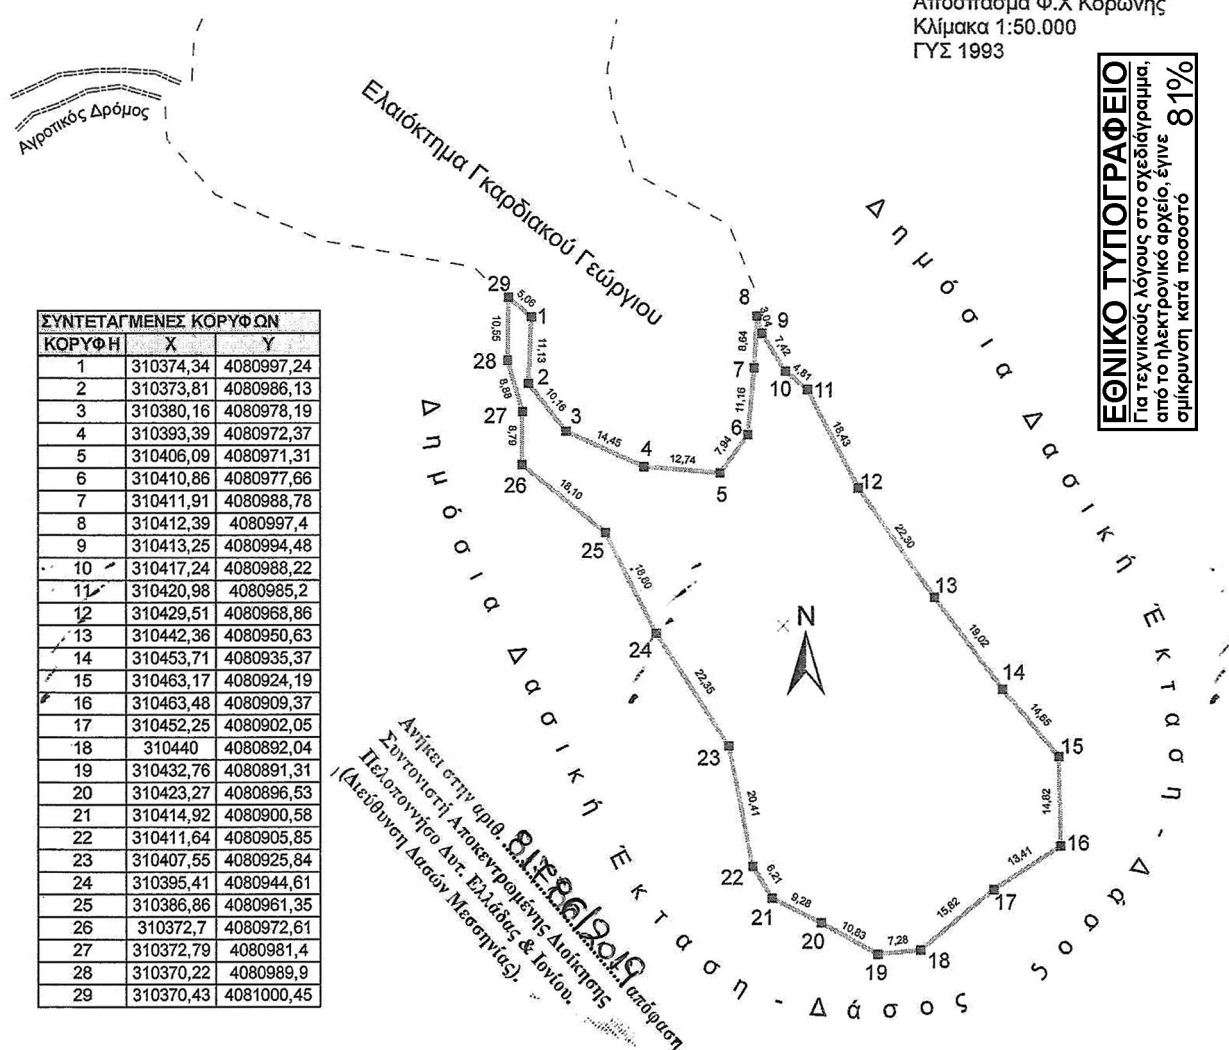 Απόσπασμα Φ.Χ Κορώνης
Κλίμακα 1:50.000
ΓΥΣ 1993
ΕΘΝΙΚΟ ΤΥΠΟΓΡΑΦΕΙΟ
Για τεχνικούς λόγους στο σχεδιάγραμμα,
από το ηλεκτρονικό αρχείο, έγινε
σμίκρυνση κατά ποσοστό 81%
Αγροτικός Δρόμος
Ελαιόκτημα Γκαρδιακού Γεώργιου
Δημόσια Δασική Έκταση - Δάσος
Δημόσια Δασική Έκταση - Δάσος
ΣΥΝΤΕΤΑΓΜΕΝΕΣ ΚΟΡΥΦΩΝ
ΚΟΡΥΦΗ X Y
1 310374,34 4080997,24
2 310373,81 4080986,13
3 310380,16 4080978,19
4 310393,39 4080972,37
5 310406,09 4080971,31
6 310410,86 4080977,66
7 310411,91 4080988,78
8 310412,39 4080997,4
9 310413,25 4080994,48
10 310417,24 4080988,22
11 310420,98 4080985,2
12 310429,51 4080968,86
13 310442,36 4080950,63
14 310453,71 4080935,37
15 310463,17 4080924,19
16 310463,48 4080909,37
17 310452,25 4080902,05
18 310440 4080892,04
19 310432,76 4080891,31
20 310423,27 4080896,53
21 310414,92 4080900,58
22 310411,64 4080905,85
23 310407,55 4080925,84
24 310395,41 4080944,61
25 310386,86 4080961,35
26 310372,7 4080972,61
27 310372,79 4080981,4
28 310370,22 4080989,9
29 310370,43 4081000,45
29
5,06
1
11,13
2
10,16
3
14,45
4
12,74
5
7,94
6
11,16
7
8,64
8
3,04
9
7,42
10
4,81
11
18,43
12
22,30
13
19,02
14
14,65
15
14,82
16
13,41
17
15,82
18
7,28
19
10,83
20
9,28
21
6,21
22
20,41
23
22,35
24
18,80
25
18,10
26
8,79
27
8,88
28
10,55
N
Ανήκει στην αριθ. 81786/2019 απόφαση
Συντονιστή Αποκεντρωμένης Διοίκησης
Πελοποννήσο Δυτ. Ελλάδας & Ιονίου.
(Διεύθυνση Δασών Μεσσηνίας).